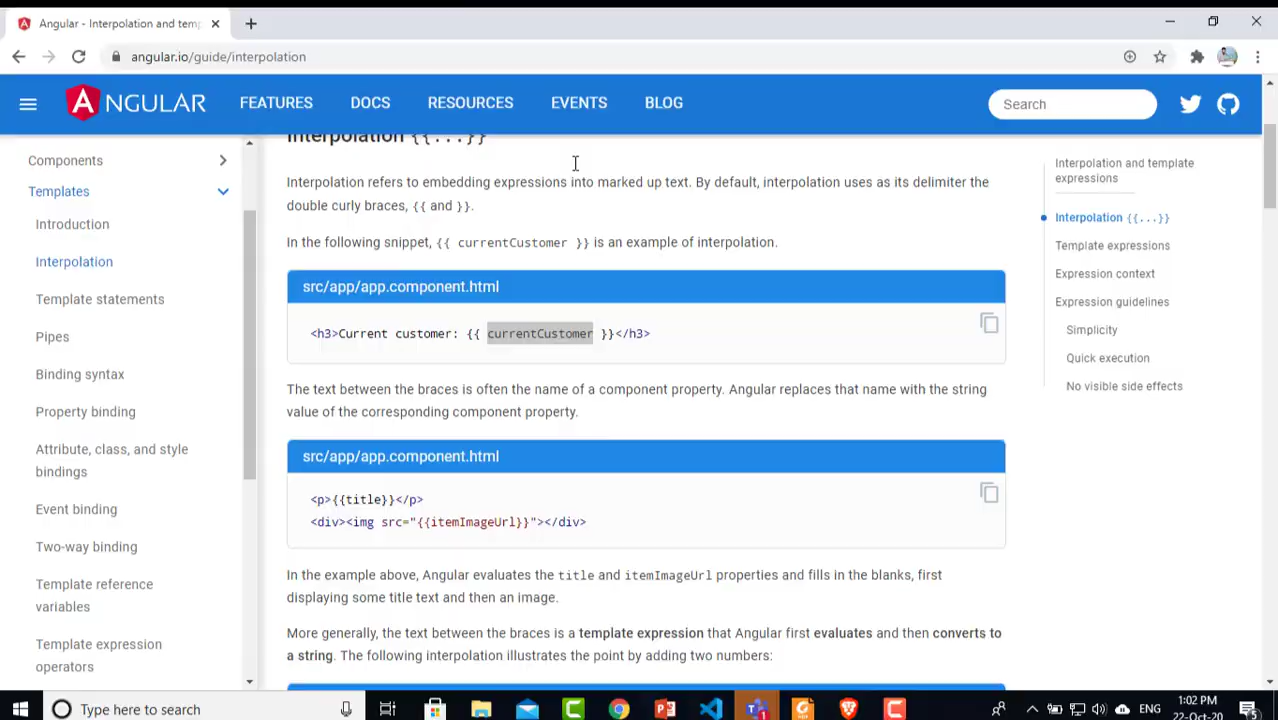 Angular - Interpolation and temp
angular.io/guide/interpolation
ANGULAR
FEATURES
DOCS
RESOURCES
EVENTS
BLOG
Search
Components
Templates
Introduction
Interpolation
Template statements
Pipes
Binding syntax
Property binding
Attribute, class, and style
bindings
Event binding
Two-way binding
Template reference
variables
Template expression
operators
Interpolation {{...}}
Interpolation refers to embedding expressions into marked up text. By default, interpolation uses as its delimiter the
double curly braces, {{ and }}.
In the following snippet, {{ currentCustomer }} is an example of interpolation.
src/app/app.component.html
<h3>Current customer: {{ currentCustomer }}</h3>
The text between the braces is often the name of a component property. Angular replaces that name with the string
value of the corresponding component property.
src/app/app.component.html
<p>{{title}}</p>
<div><img src="{{itemImageUrl}}"></div>
In the example above, Angular evaluates the title and itemImageUrl properties and fills in the blanks, first
displaying some title text and then an image.
More generally, the text between the braces is a template expression that Angular first evaluates and then converts to
a string. The following interpolation illustrates the point by adding two numbers:
Interpolation and template
expressions
Interpolation {{...}}
Template expressions
Expression context
Expression guidelines
Simplicity
Quick execution
No visible side effects
Type here to search
ENG
1:02 PM
22-Oct-20
5
1